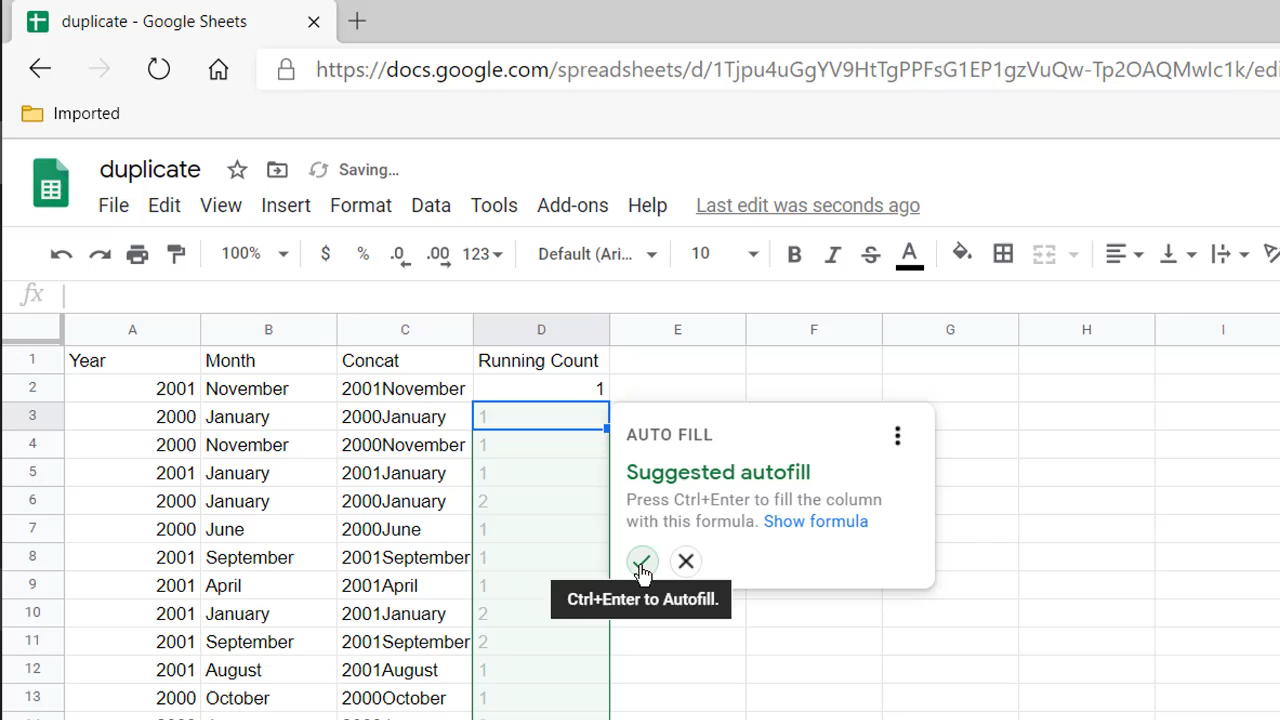 duplicate - Google Sheets
https://docs.google.com/spreadsheets/d/1Tjpu4uGgYV9HtTgPPFsG1EP1gzVuQw-Tp2OAQMwIc1k/edi
Imported
duplicate Saving...
File Edit View Insert Format Data Tools Add-ons Help Last edit was seconds ago
100% $ % .0 .00 123 Default (Ari... 10 B I S A
fx
A B C D E F G H I
1 Year Month Concat Running Count
2 2001 November 2001November 1
3 2000 January 2000January 1
4 2000 November 2000November 1
5 2001 January 2001January 1
6 2000 January 2000January 2
7 2000 June 2000June 1
8 2001 September 2001September 1
9 2001 April 2001April 1
10 2001 January 2001January 2
11 2001 September 2001September 2
12 2001 August 2001August 1
13 2000 October 2000October 1
AUTO FILL
Suggested autofill
Press Ctrl+Enter to fill the column
with this formula. Show formula
Ctrl+Enter to Autofill.